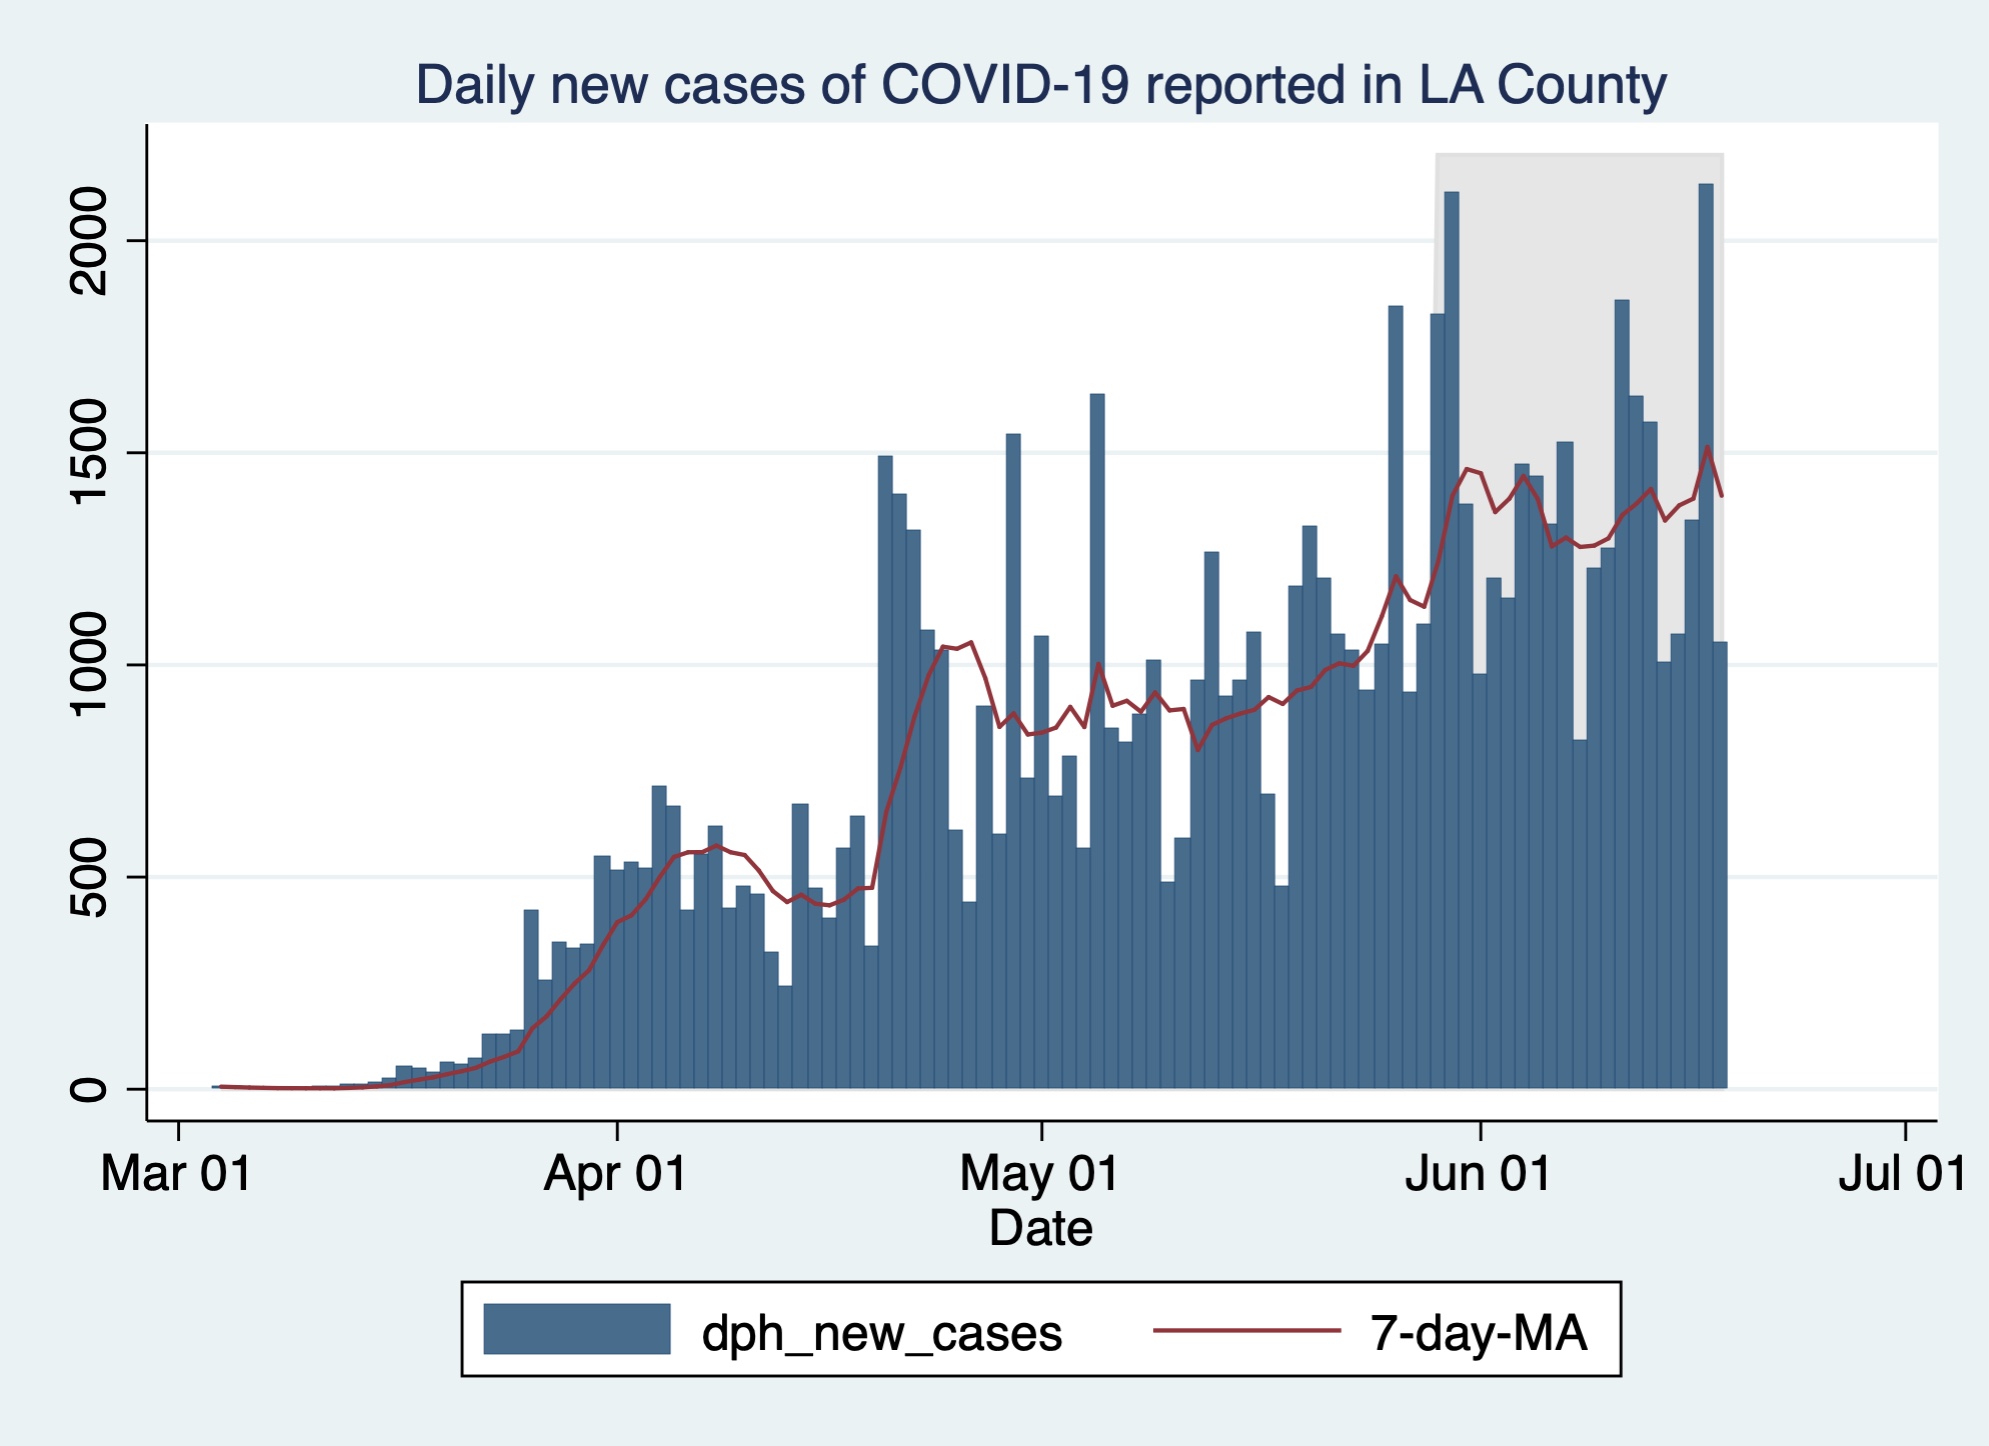 Daily new cases of COVID-19 reported in LA County
2000
1500
1000
500
0
Mar 01 Apr 01 May 01 Jun 01 Jul 01
Date
dph_new_cases 7-day-MA